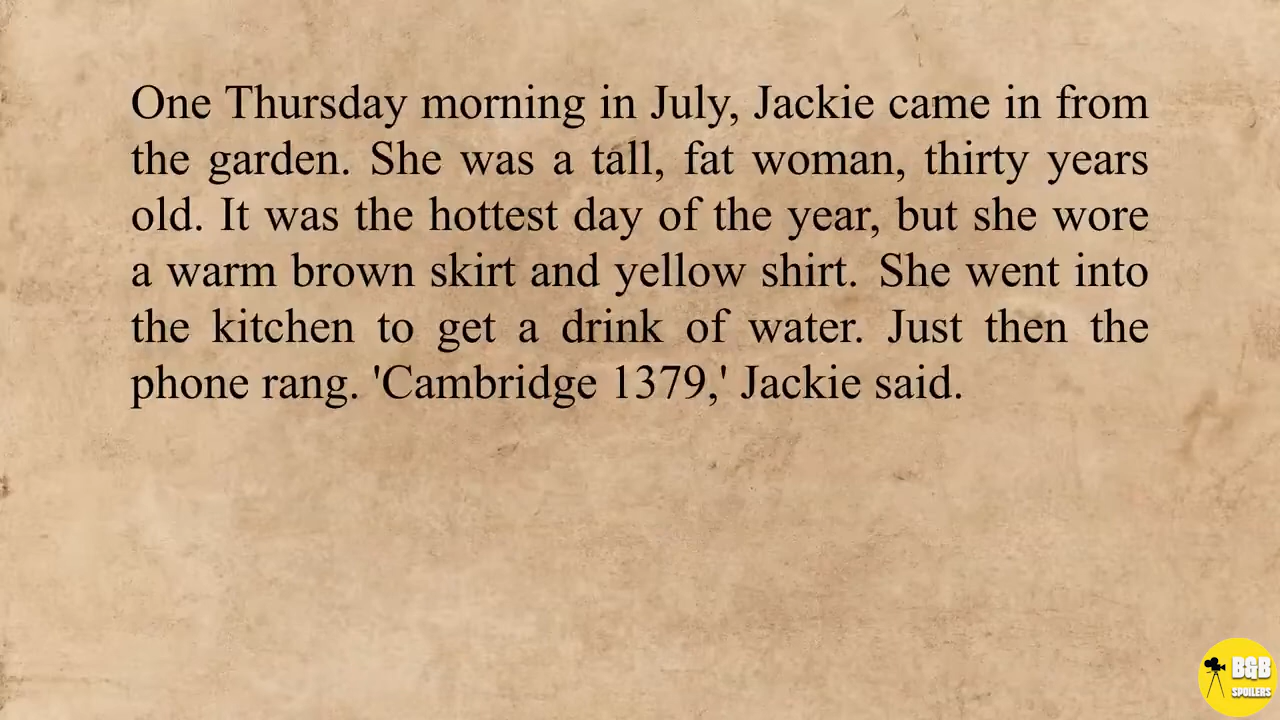 One Thursday morning in July, Jackie came in from
the garden. She was a tall, fat woman, thirty years
old. It was the hottest day of the year, but she wore
a warm brown skirt and yellow shirt. She went into
the kitchen to get a drink of water. Just then the
phone rang. 'Cambridge 1379,' Jackie said.
B&B
SPOILERS